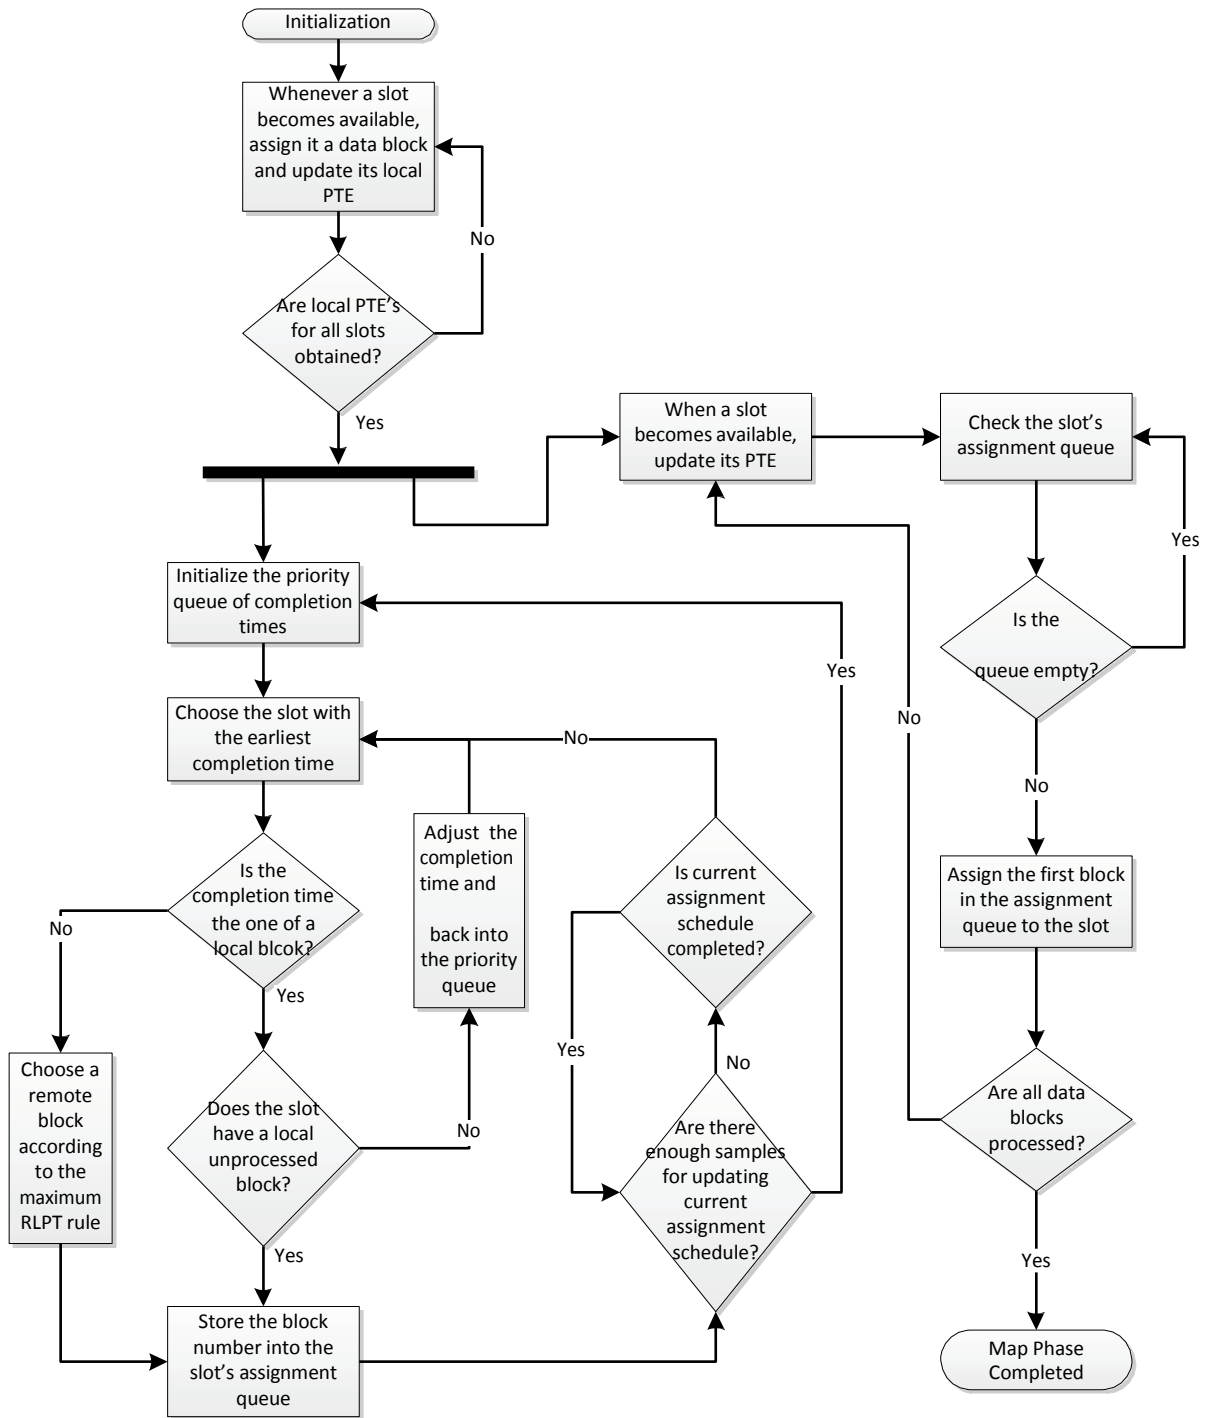 Initialization
Whenever a slot
becomes available,
assign it a data block
and update its local
PTE
No
Are local PTE's
for all slots
obtained?
Yes
When a slot
becomes available,
update its PTE
Check the slot's
assignment queue
Yes
Is the
queue empty?
No
Assign the first block
in the assignment
queue to the slot
Are all data
blocks
processed?
No
Yes
Map Phase
Completed
Initialize the priority
queue of completion
times
Yes
Choose the slot with
the earliest
completion time
No
Is the
completion time
the one of a
local blcok?
No
Yes
Adjust the
completion
time and
back into
the priority
queue
Is current
assignment
schedule
completed?
Yes
No
Choose a
remote
block
according
to the
maximum
RLPT rule
Does the slot
have a local
unprocessed
block?
No
Yes
Are there
enough samples
for updating
current
assignment
schedule?
Store the block
number into the
slot's assignment
queue